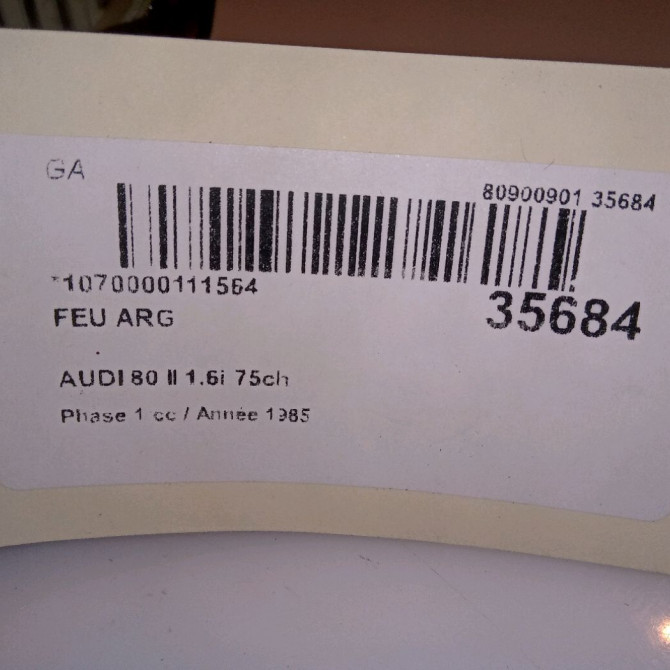 GA
80900901 35684
*1070000111564
35684
FEU ARG
AUDI 80 II 1.6i 75ch
Phase 1 cc / Année 1985